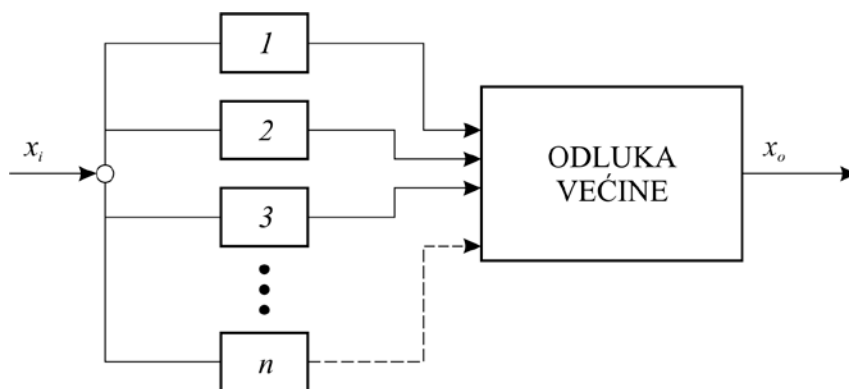 1
2
x_i
ODLUKA
VEĆINE
x_o
3
n